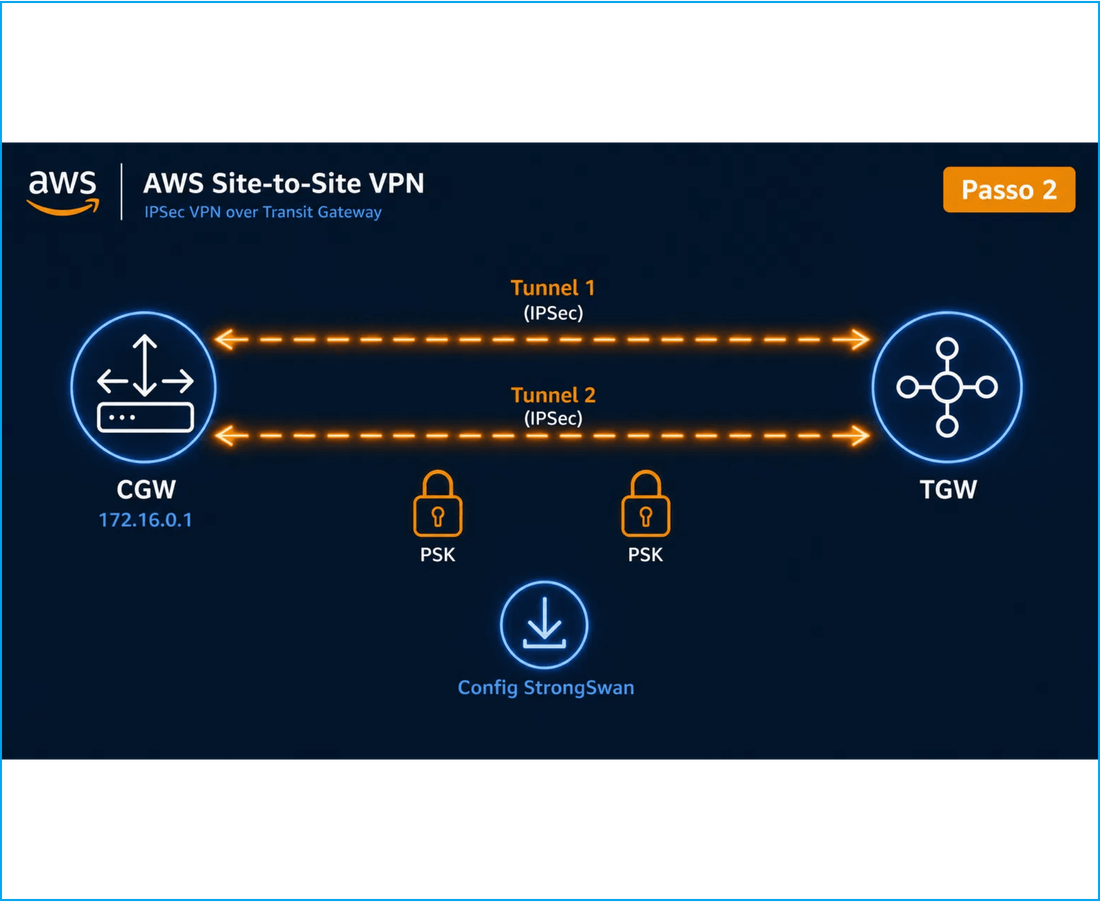 aws
AWS Site-to-Site VPN
IPSec VPN over Transit Gateway
Passo 2
Tunnel 1
(IPSec)
Tunnel 2
(IPSec)
CGW
172.16.0.1
TGW
PSK
PSK
Config StrongSwan